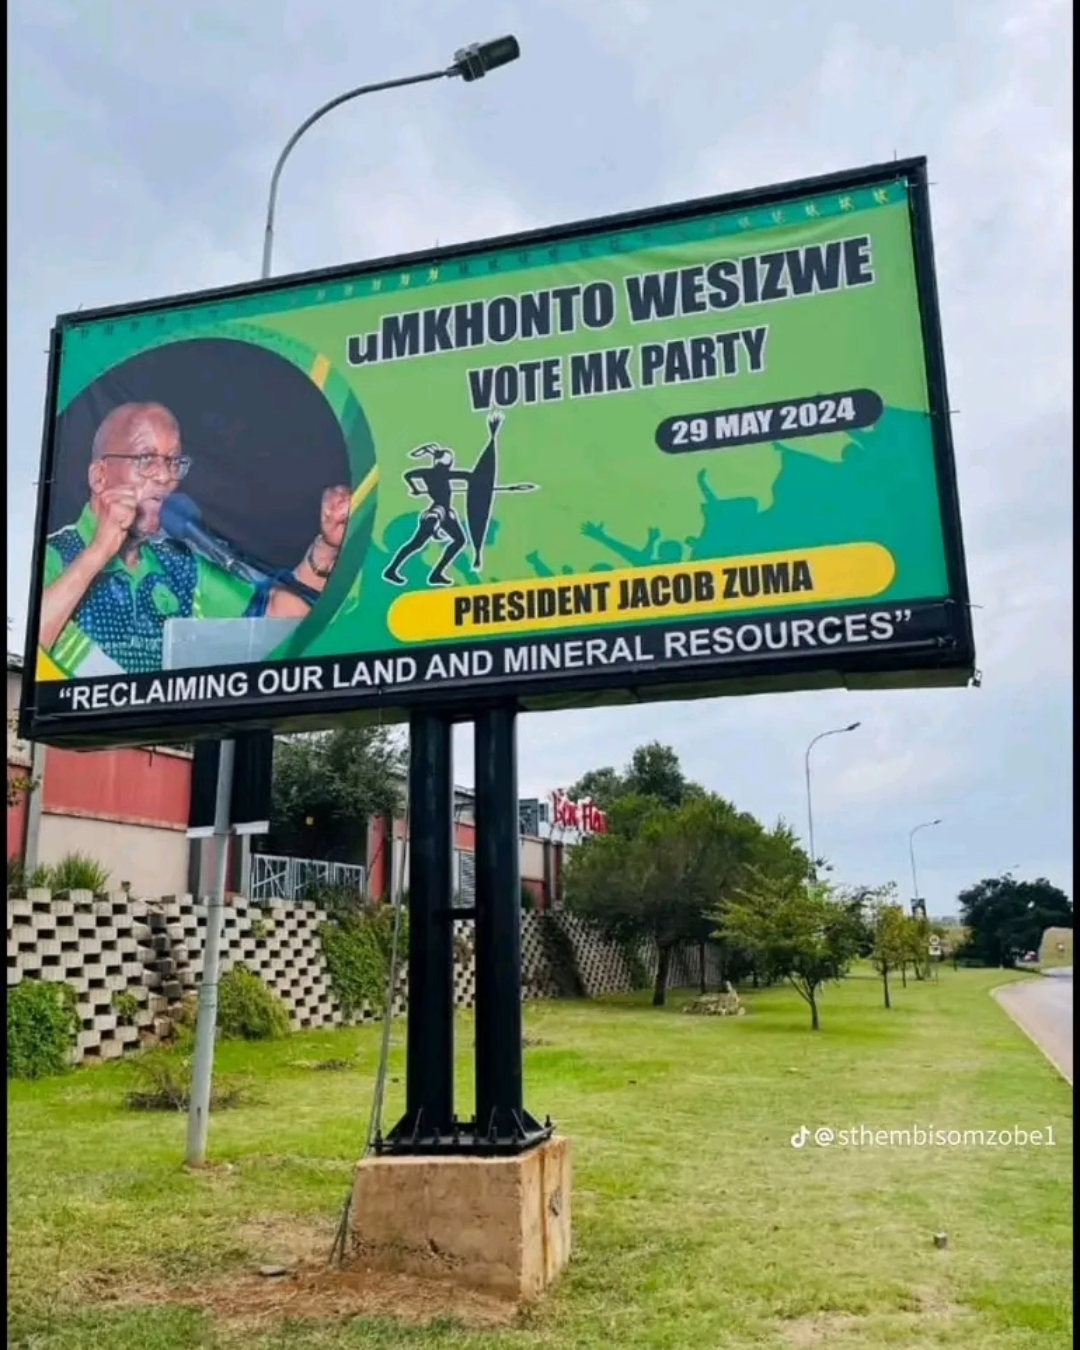 uMKHONTO WESIZWE
VOTE MK PARTY
29 MAY 2024
PRESIDENT JACOB ZUMA
“RECLAIMING OUR LAND AND MINERAL RESOURCES”
@sthembisomzobe1